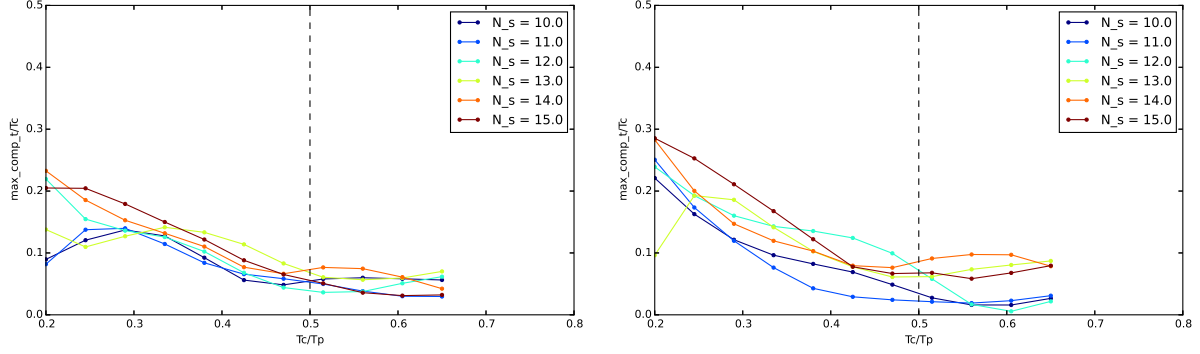 max_comp_t/Tc
0.5
0.4
0.3
0.2
0.1
0.0
N_s = 10.0
N_s = 11.0
N_s = 12.0
N_s = 13.0
N_s = 14.0
N_s = 15.0
0.2 0.3 0.4 0.5 0.6 0.7 0.8
Tc/Tp
max_comp_t/Tc
0.5
0.4
0.3
0.2
0.1
0.0
N_s = 10.0
N_s = 11.0
N_s = 12.0
N_s = 13.0
N_s = 14.0
N_s = 15.0
0.2 0.3 0.4 0.5 0.6 0.7 0.8
Tc/Tp